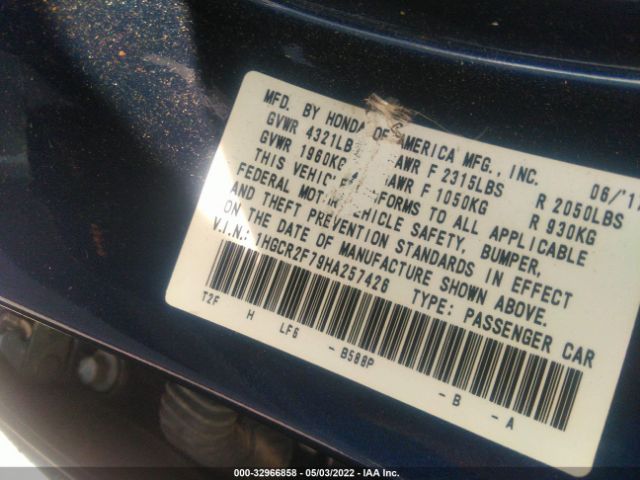 MFD. BY HONDA OF AMERICA MFG., INC. 06/'1
GVWR 4321LB GAWR F 2315LBS R 2050LBS
GVWR 1960KG GAWR F 1050KG R 930KG
THIS VEHICLE CONFORMS TO ALL APPLICABLE
FEDERAL MOTOR VEHICLE SAFETY, BUMPER,
AND THEFT PREVENTION STANDARDS IN EFFECT
ON THE DATE OF MANUFACTURE SHOWN ABOVE.
V.I.N.: 1HGCR2F79HA257426 TYPE: PASSENGER CAR
T2F H LF6 - B588P - B - A
000-32966858 - 05/03/2022 - IAA Inc.